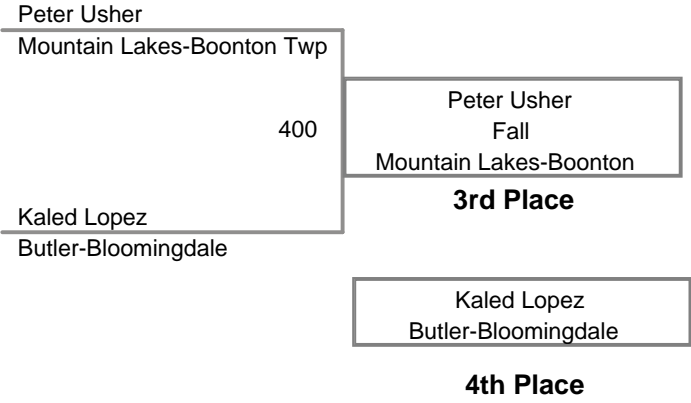 Peter Usher
Mountain Lakes-Boonton Twp
400
Peter Usher
Fall
Mountain Lakes-Boonton
3rd Place
Kaled Lopez
Butler-Bloomingdale
Kaled Lopez
Butler-Bloomingdale
4th Place